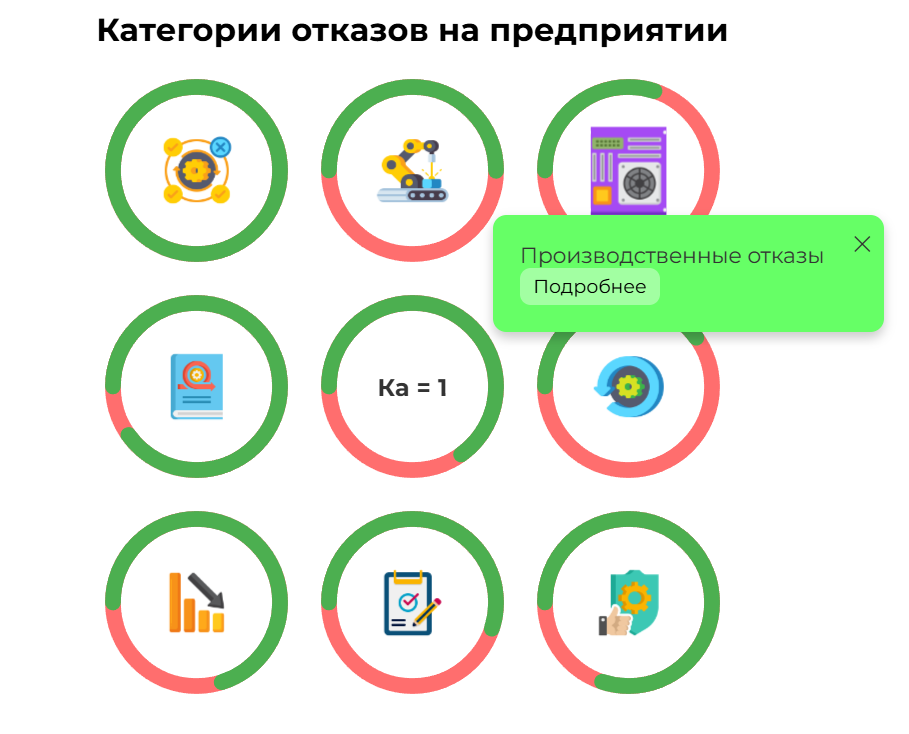 Категории отказов на предприятии
Производственные отказы
Подробнее
Ка = 1